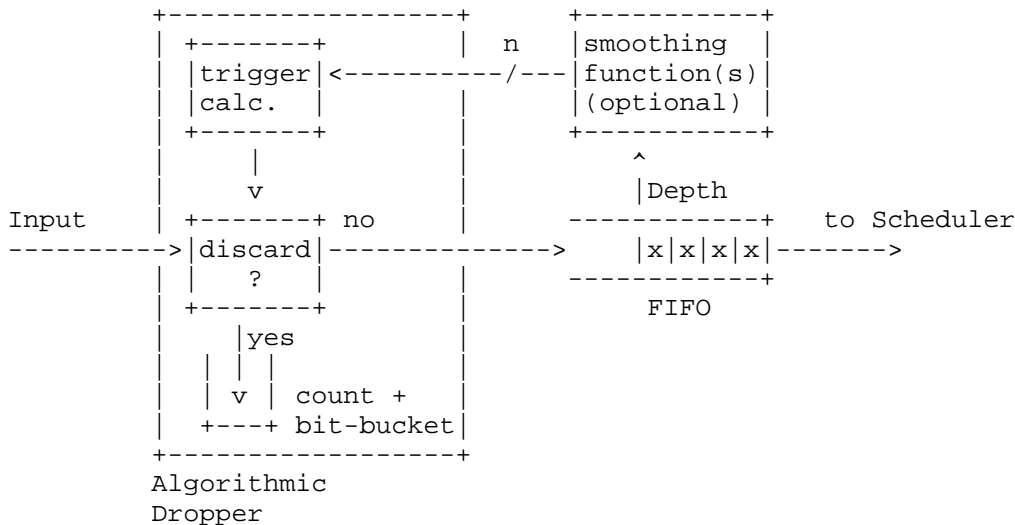 +-------------------+      +-----------+
| +-------+         |  n   |smoothing  |
| |trigger|<----------/---|function(s)|
| |calc.  |         |      |(optional) |
| +-------+         |      +-----------+
|     |             |          ^
|     v             |          |Depth
Input     | +-------+ no      |      ------------+   to Scheduler
---------->|discard|-------------->    |x|x|x|x|------->
| |   ?   |         |      ------------+
| +-------+         |           FIFO
|    |yes           |
|  | | |            |
|  | v | count +    |
|  +---+ bit-bucket|
+-------------------+
Algorithmic
Dropper